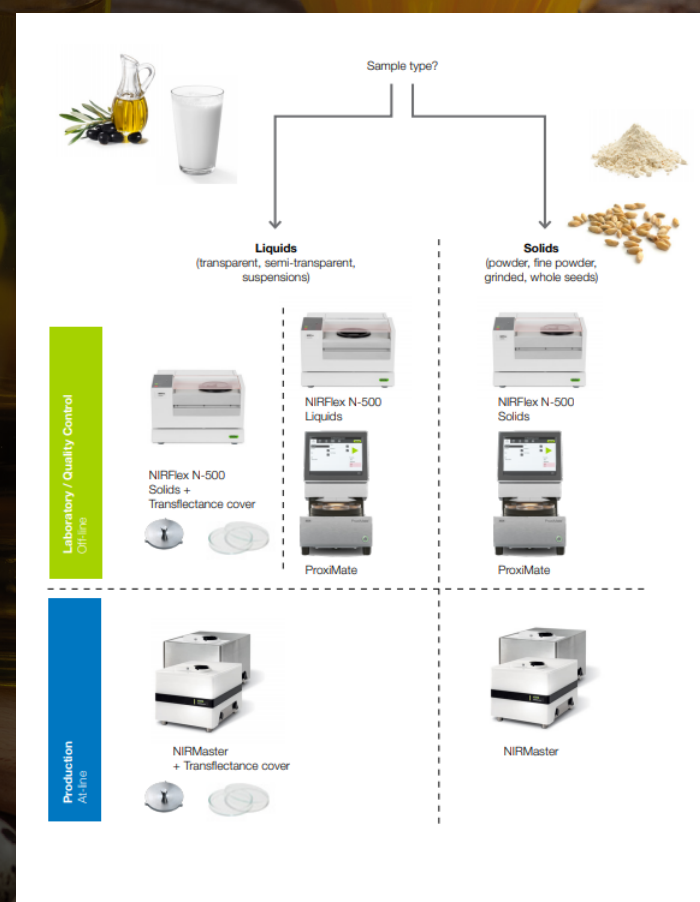 Sample type?
Liquids
(transparent, semi-transparent,
suspensions)
Solids
(powder, fine powder,
grinded, whole seeds)
Laboratory / Quality Control
Off-line
NIRFlex N-500
Liquids
NIRFlex N-500
Solids
NIRFlex N-500
Solids +
Transflectance cover
ProxiMate
ProxiMate
Production
At-line
NIRMaster
+ Transflectance cover
NIRMaster